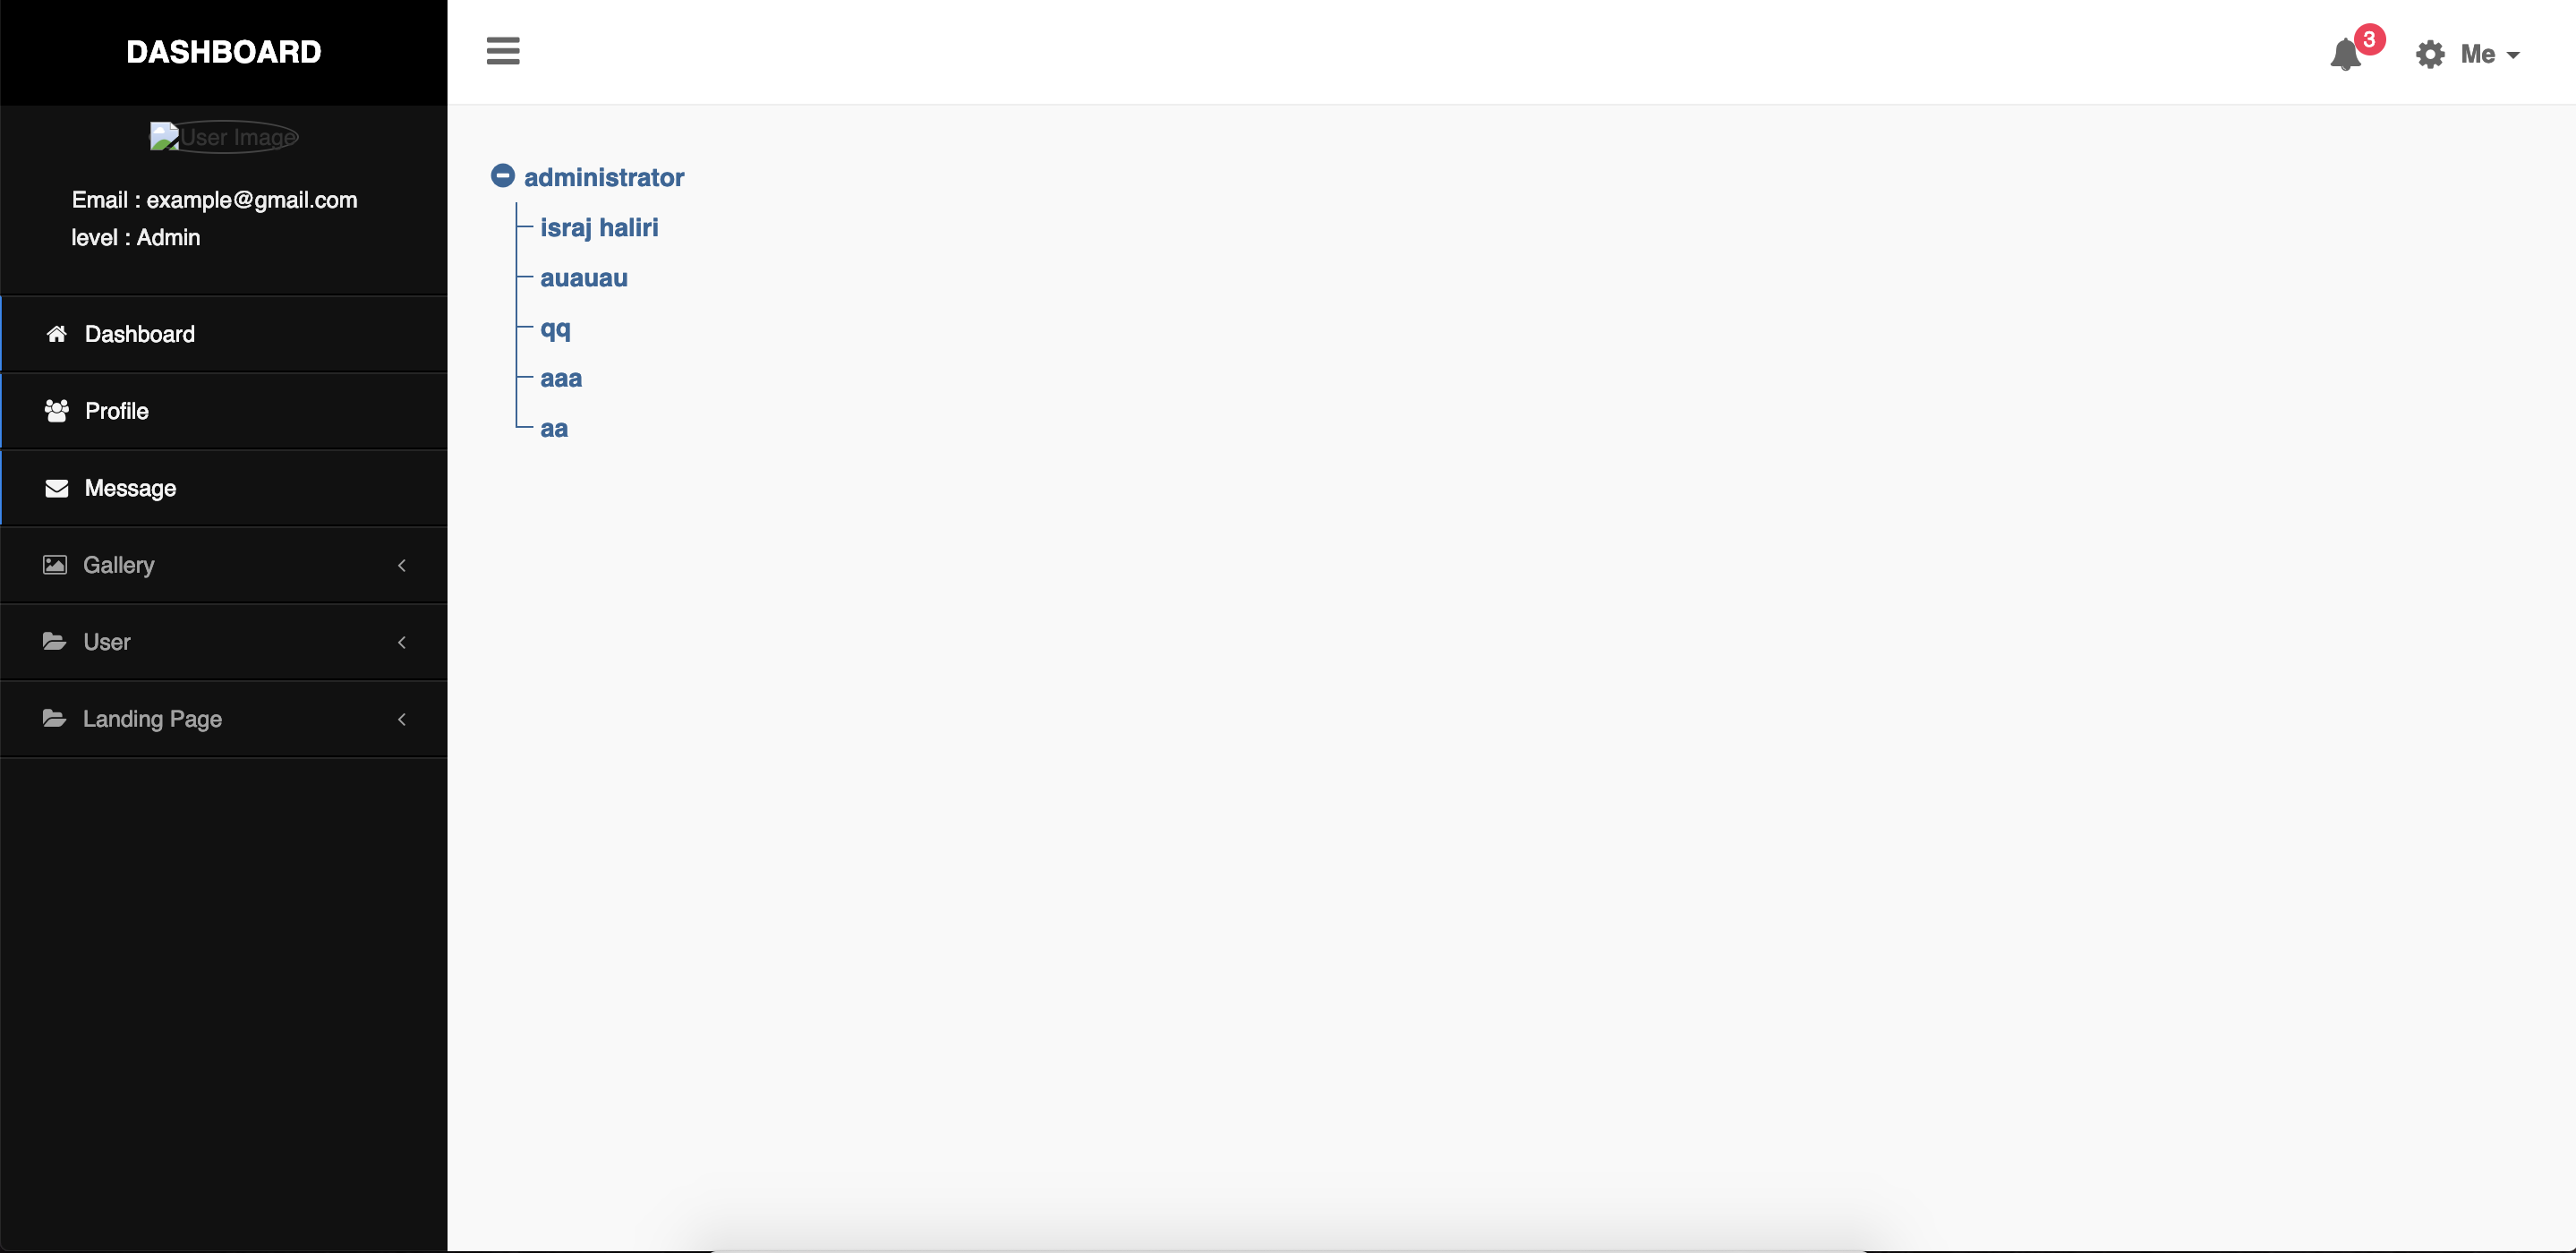 DASHBOARD
User Image
Email : example@gmail.com
level : Admin
Dashboard
Profile
Message
Gallery
User
Landing Page
3
Me
administrator
israj haliri
auauau
qq
aaa
aa